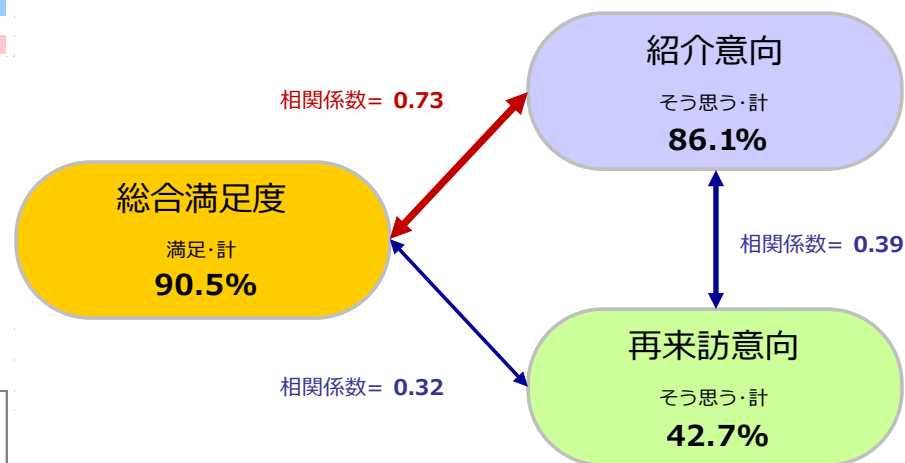 紹介意向
そう思う･計
86.1%
相関係数= 0.73
総合満足度
満足･計
90.5%
相関係数= 0.39
再来訪意向
そう思う･計
42.7%
相関係数= 0.32